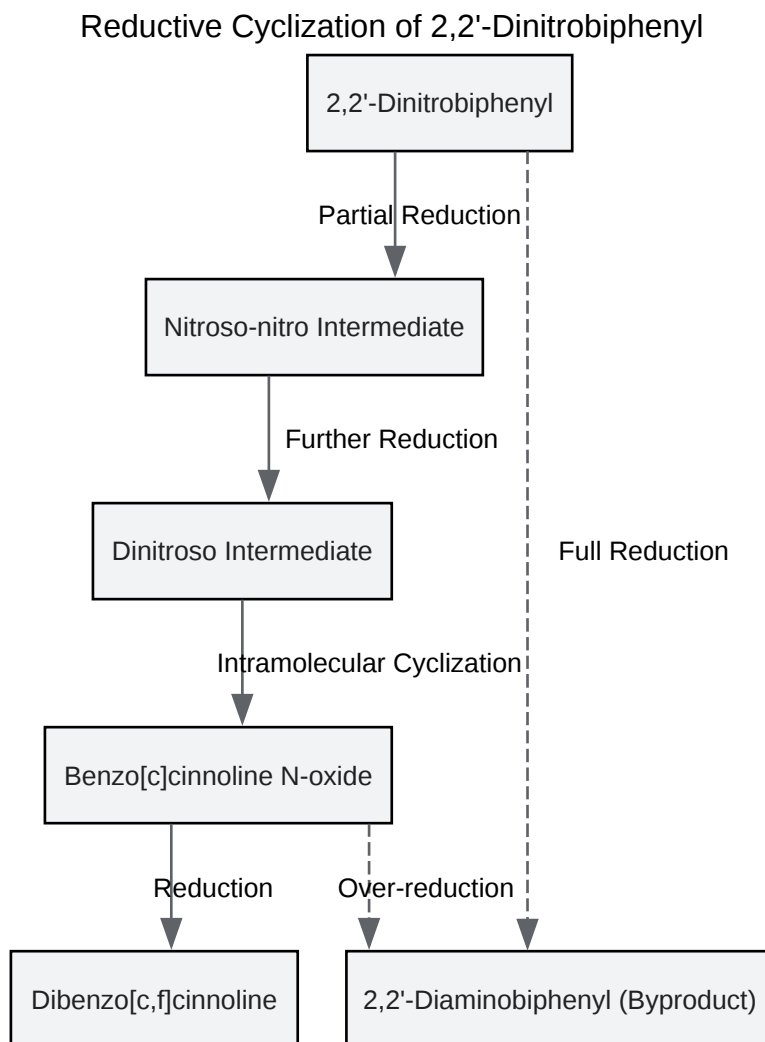 Reductive Cyclization of 2,2'-Dinitrobiphenyl
2,2'-Dinitrobiphenyl
Partial Reduction
Nitroso-nitro Intermediate
Further Reduction
Dinitroso Intermediate
Full Reduction
Intramolecular Cyclization
Benzo[c]cinnoline N-oxide
Reduction
Over-reduction
Dibenzo[c,f]cinnoline
2,2'-Diaminobiphenyl (Byproduct)